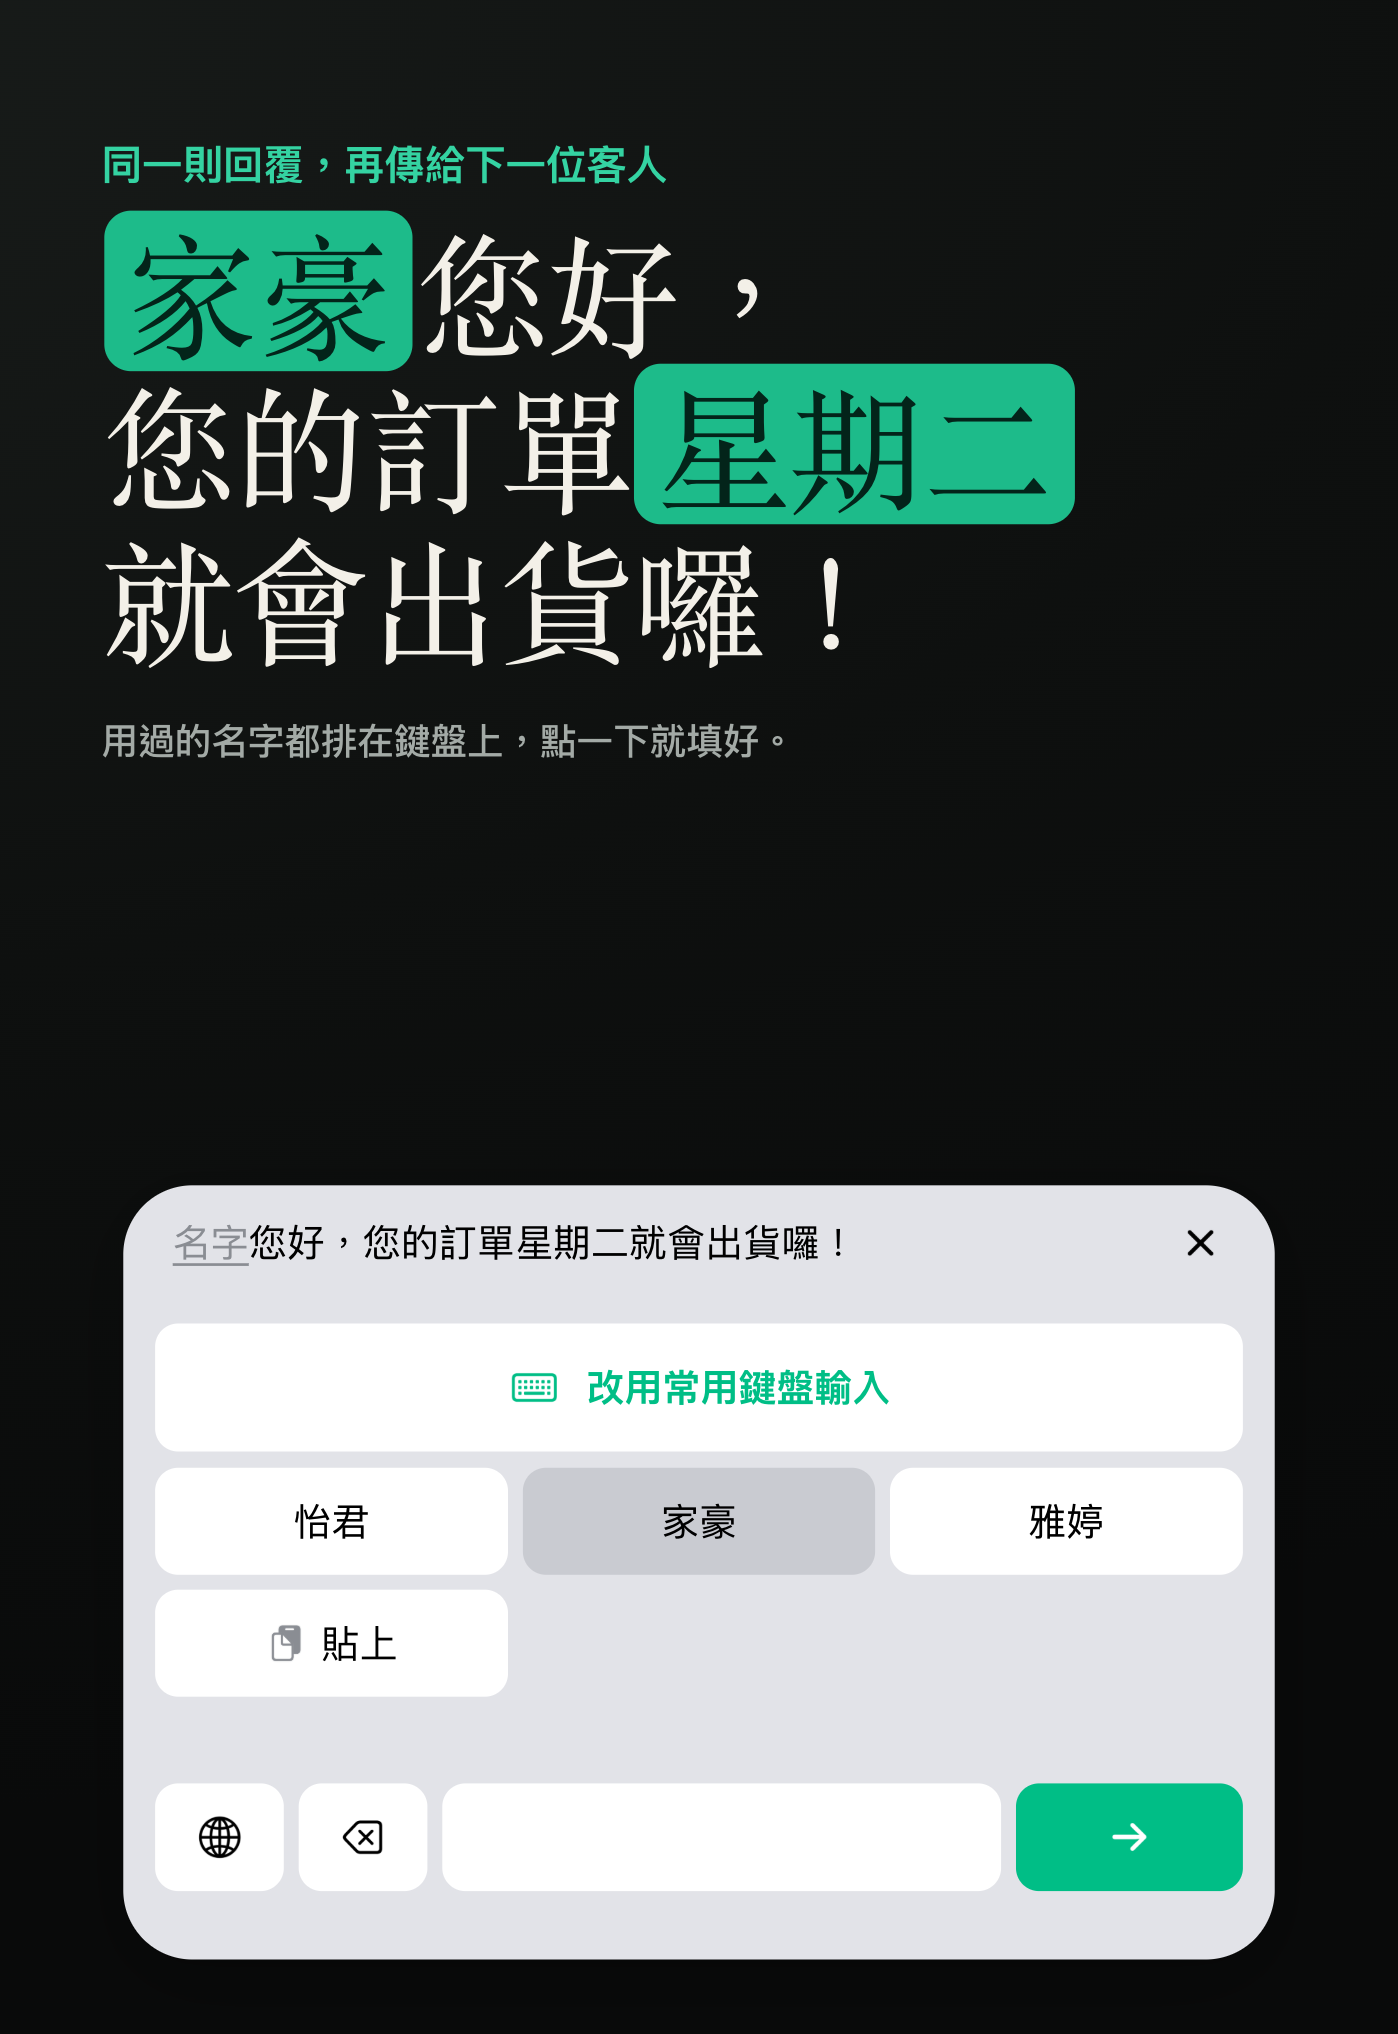 同一則回覆，再傳給下一位客人
家豪您好，
您的訂單星期二
就會出貨囉！
用過的名字都排在鍵盤上，點一下就填好。
名字您好，您的訂單星期二就會出貨囉！
改用常用鍵盤輸入
怡君
家豪
雅婷
貼上